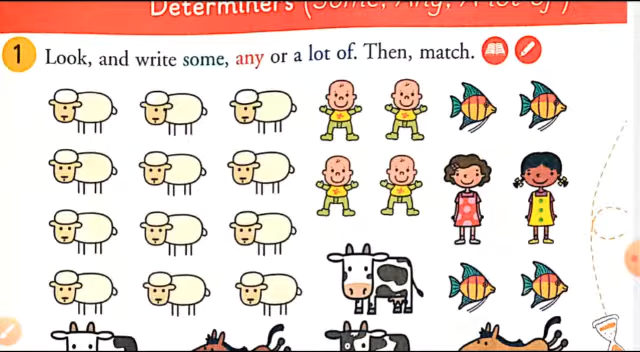 Determiners (Some, Any, A lot of)
1 Look, and write some, any or a lot of. Then, match.